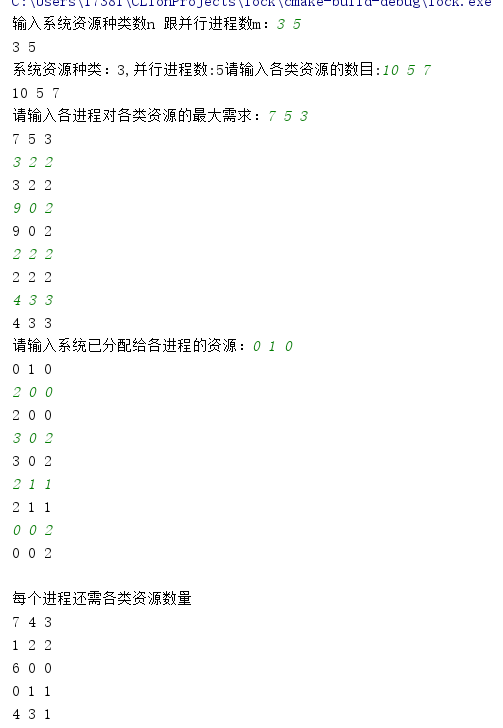 C:\Users\17381\CLionProjects\lock\cmake-build-debug\lock.exe
输入系统资源种类数n 跟并行进程数m：3 5
3 5
系统资源种类：3,并行进程数:5请输入各类资源的数目:10 5 7
10 5 7
请输入各进程对各类资源的最大需求：7 5 3
7 5 3
3 2 2
3 2 2
9 0 2
9 0 2
2 2 2
2 2 2
4 3 3
4 3 3
请输入系统已分配给各进程的资源：0 1 0
0 1 0
2 0 0
2 0 0
3 0 2
3 0 2
2 1 1
2 1 1
0 0 2
0 0 2
每个进程还需各类资源数量
7 4 3
1 2 2
6 0 0
0 1 1
4 3 1